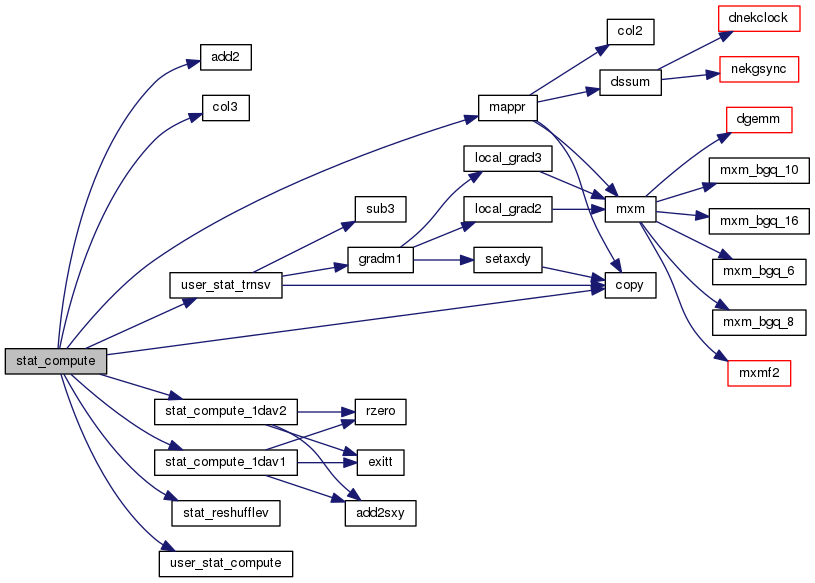 dnekclock
col2
add2
nekgsync
dssum
mappr
col3
dgemm
local_grad3
mxm_bgq_10
sub3
local_grad2
mxm
mxm_bgq_16
gradm1
setaxdy
mxm_bgq_6
user_stat_trnsv
copy
mxm_bgq_8
stat_compute
mxmf2
stat_compute_1dav2
rzero
stat_compute_1dav1
exitt
stat_reshufflev
add2sxy
user_stat_compute